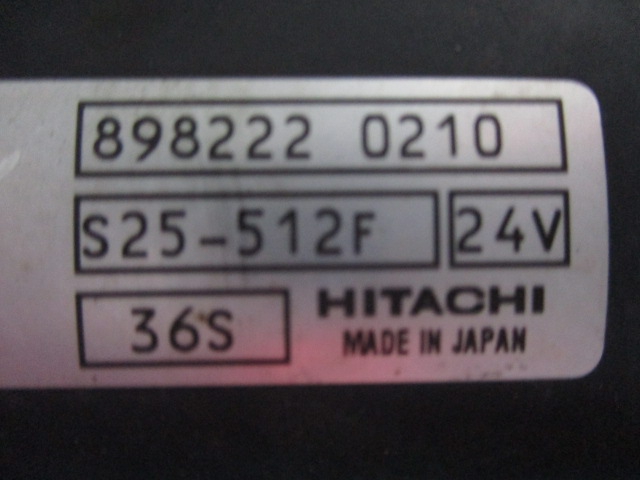 898222 0210
S25-512F 24V
36S HITACHI
MADE IN JAPAN